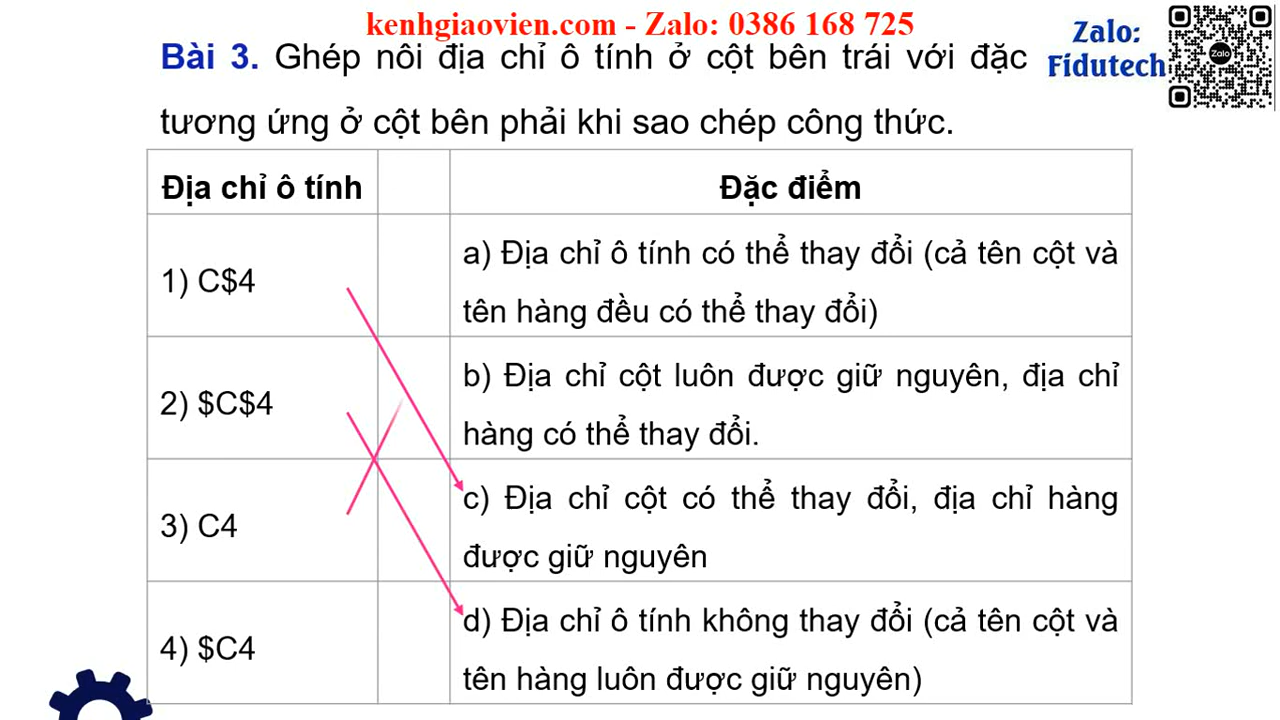 kenhgiaovien.com - Zalo: 0386 168 725
Bài 3. Ghép nôi địa chỉ ô tính ở cột bên trái với đặc
tương ứng ở cột bên phải khi sao chép công thức.
Zalo:
Fidutech
Zalo
Địa chỉ ô tính
Đặc điểm
1) C$4
a) Địa chỉ ô tính có thể thay đổi (cả tên cột và
tên hàng đều có thể thay đổi)
2) $C$4
b) Địa chỉ cột luôn được giữ nguyên, địa chỉ
hàng có thể thay đổi.
3) C4
c) Địa chỉ cột có thể thay đổi, địa chỉ hàng
được giữ nguyên
4) $C4
d) Địa chỉ ô tính không thay đổi (cả tên cột và
tên hàng luôn được giữ nguyên)